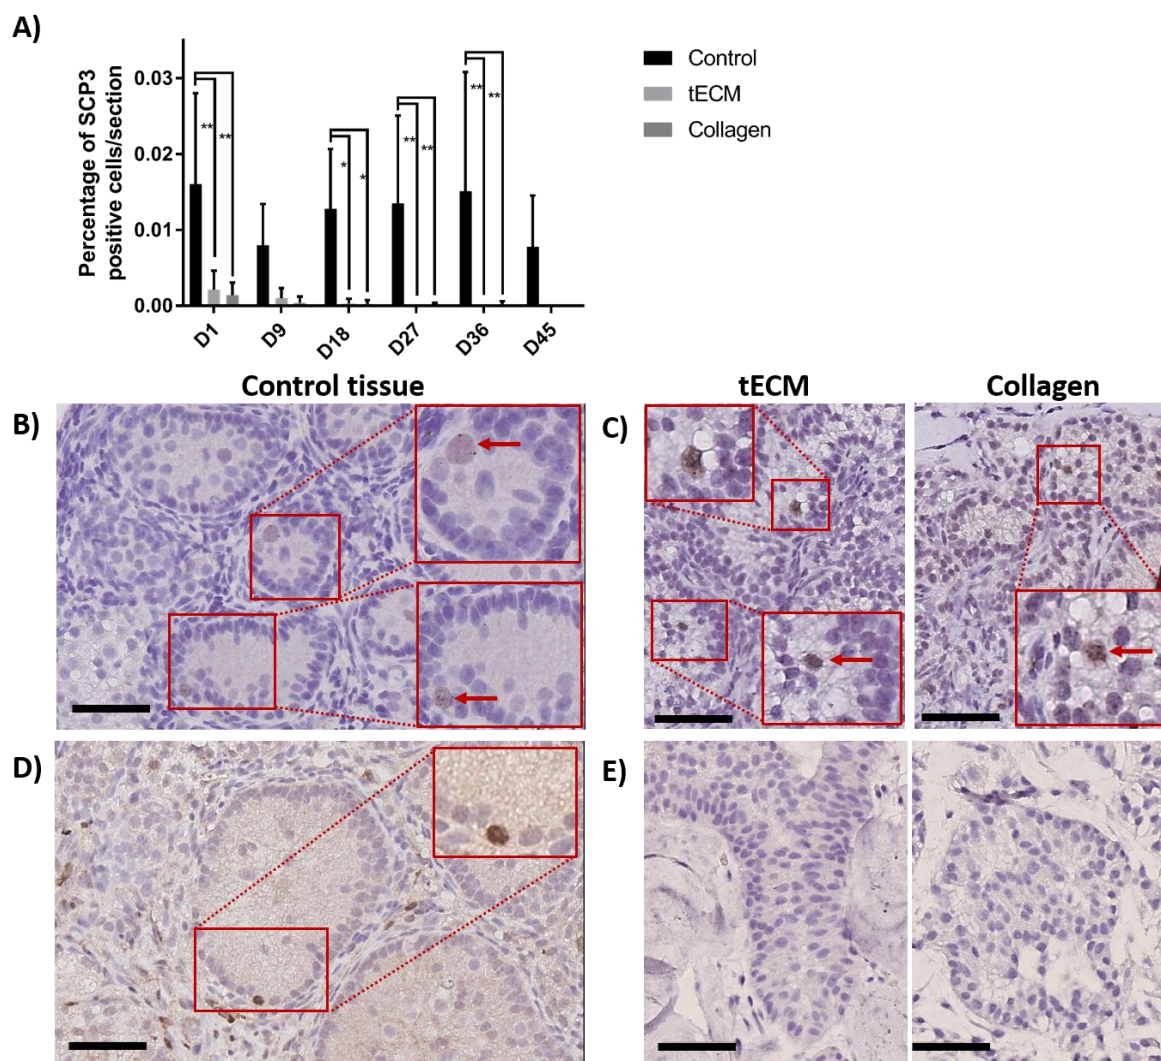 A)
Percentage of SCP3
positive cells/section
0.03
0.02
0.01
0.00
** ** * * ** ** ** **
D1 D9 D18 D27 D36 D45
Control
tECM
Collagen
Control tissue
tECM
Collagen
B)
C)
D)
E)